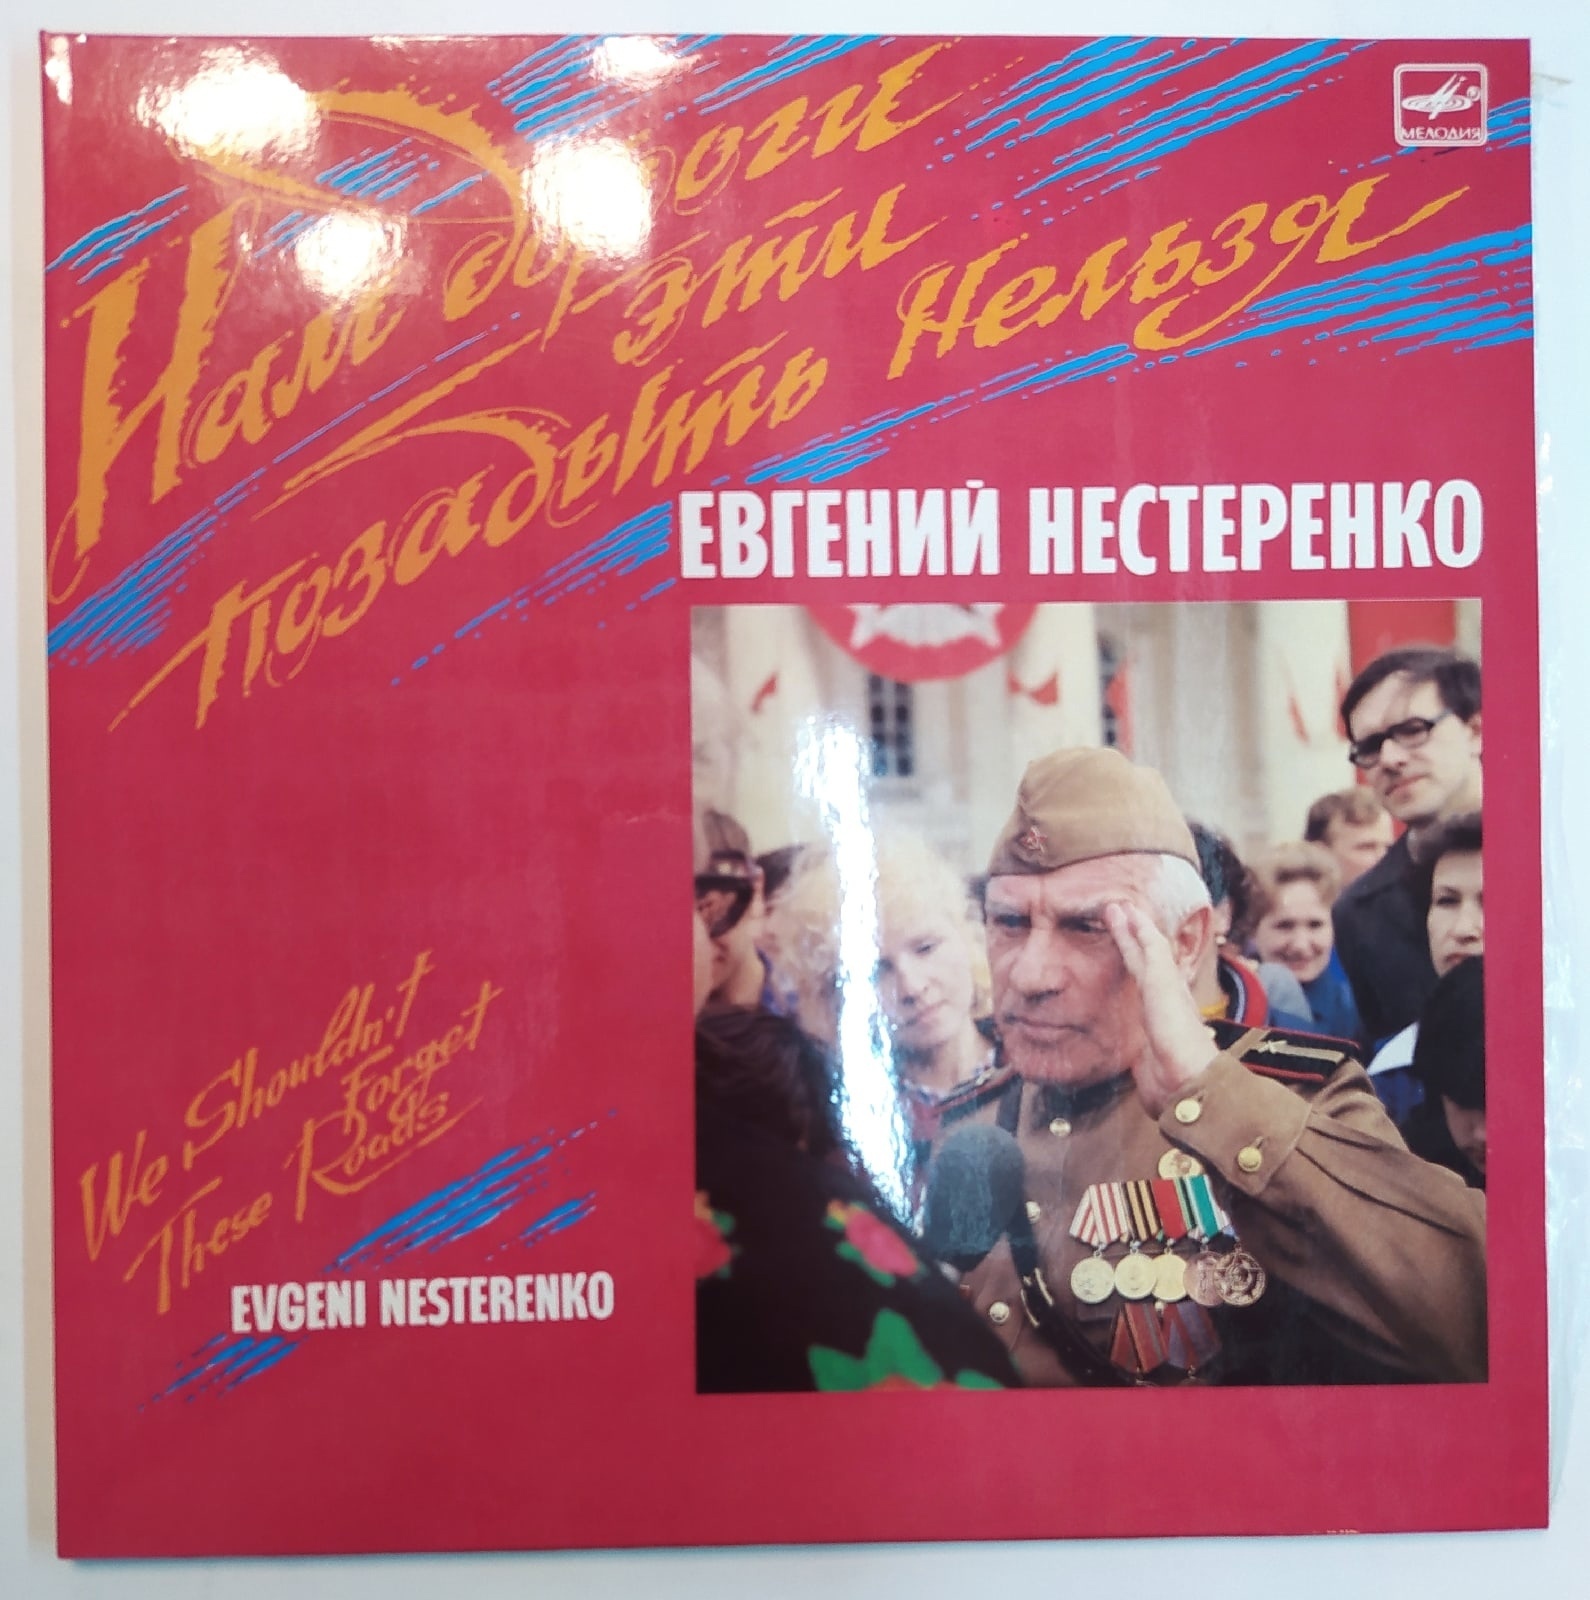 МЕЛОДИЯ
Нам дороги
эти
позабыть Нельзя
ЕВГЕНИЙ НЕСТЕРЕНКО
We Shouldn't
Forget
These Roads
EVGENI NESTERENKO